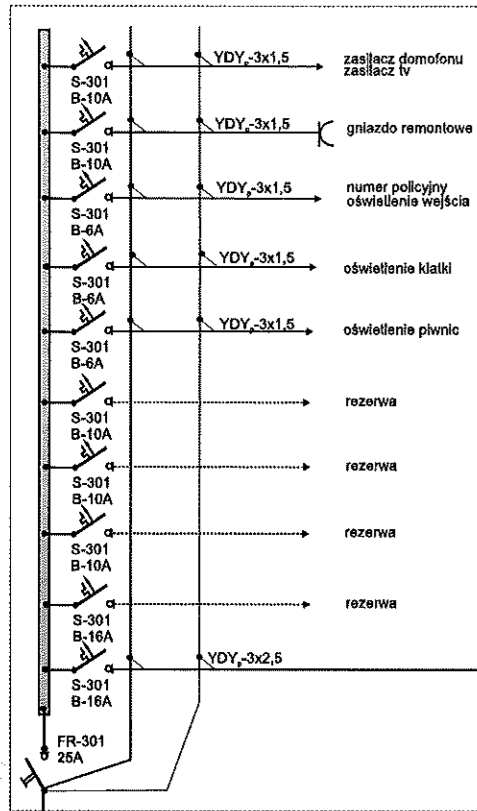 YDYp-3x1,5
zasilacz domofonu
zasilacz tv
S-301
B-10A
YDYp-3x1,5
gniazdo remontowe
S-301
B-10A
YDYp-3x1,5
numer policyjny
oświetlenie wejścia
S-301
B-6A
YDYp-3x1,5
oświetlenie klatki
S-301
B-6A
YDYp-3x1,5
oświetlenie piwnic
S-301
B-6A
rezerwa
S-301
B-10A
rezerwa
S-301
B-10A
rezerwa
S-301
B-10A
rezerwa
S-301
B-16A
YDYp-3x2,5
S-301
B-16A
FR-301
25A